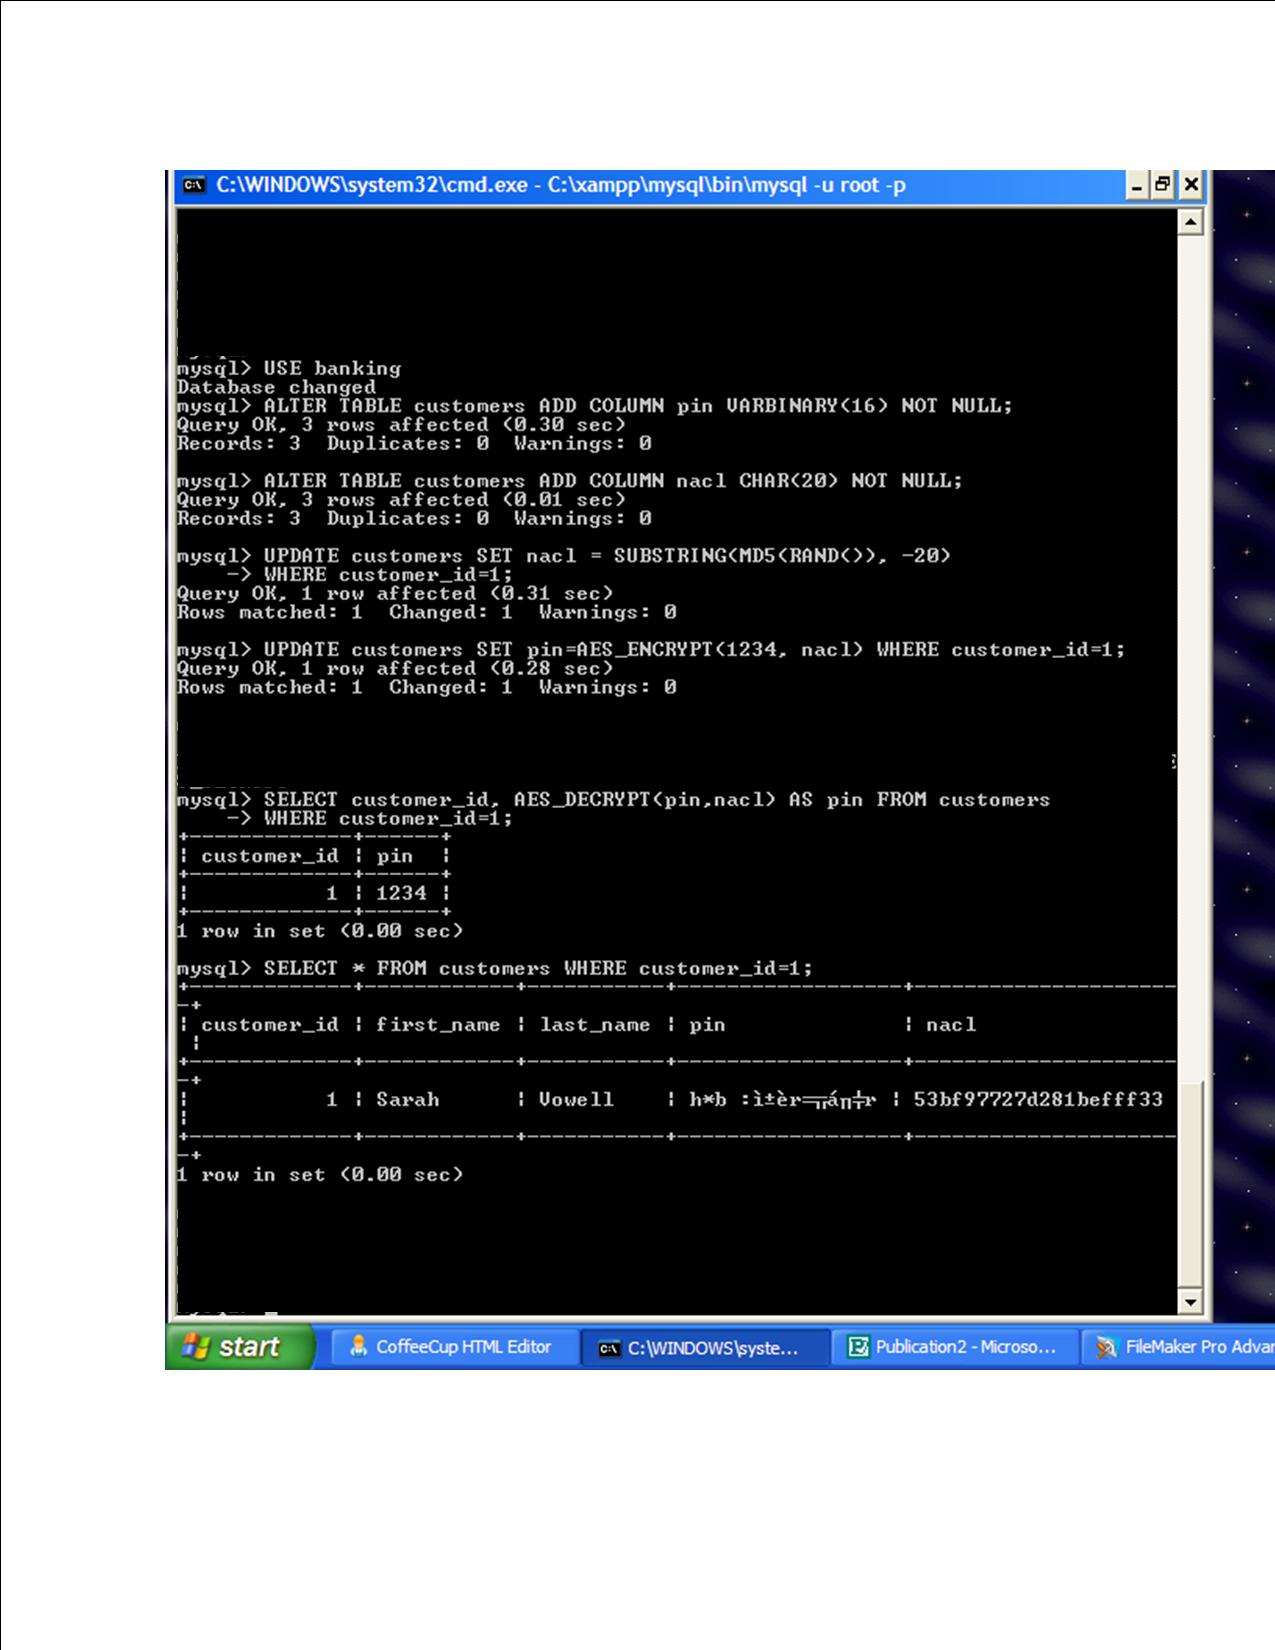 C:\WINDOWS\system32\cmd.exe - C:\xampp\mysql\bin\mysql -u root -p
mysql> USE banking
Database changed
mysql> ALTER TABLE customers ADD COLUMN pin VARBINARY(16) NOT NULL;
Query OK, 3 rows affected (0.30 sec)
Records: 3  Duplicates: 0  Warnings: 0
mysql> ALTER TABLE customers ADD COLUMN nacl CHAR(20) NOT NULL;
Query OK, 3 rows affected (0.01 sec)
Records: 3  Duplicates: 0  Warnings: 0
mysql> UPDATE customers SET nacl = SUBSTRING(MD5(RAND()), -20)
    -> WHERE customer_id=1;
Query OK, 1 row affected (0.31 sec)
Rows matched: 1  Changed: 1  Warnings: 0
mysql> UPDATE customers SET pin=AES_ENCRYPT(1234, nacl) WHERE customer_id=1;
Query OK, 1 row affected (0.28 sec)
Rows matched: 1  Changed: 1  Warnings: 0
mysql> SELECT customer_id, AES_DECRYPT(pin,nacl) AS pin FROM customers
    -> WHERE customer_id=1;
| customer_id | pin  |
|           1 | 1234 |
1 row in set (0.00 sec)
mysql> SELECT * FROM customers WHERE customer_id=1;
| customer_id | first_name | last_name | pin              | nacl                 |
|           1 | Sarah      | Vowell    | h*b :ì±èr | 53bf97727d281befff33 |
1 row in set (0.00 sec)
start
CoffeeCup HTML Editor
C:\WINDOWS\syste...
Publication2 - Microso...
FileMaker Pro Advan